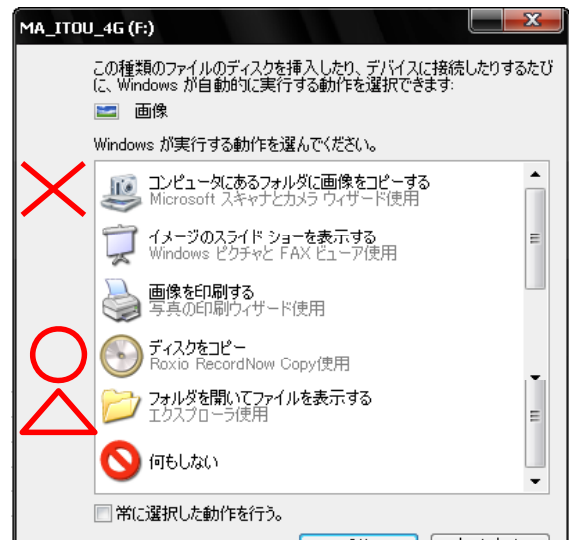 MA_ITOU_4G (F:)
この種類のファイルのディスクを挿入したり、デバイスに接続したりするたび
に、Windows が自動的に実行する動作を選択できます:
画像
Windows が実行する動作を選んでください。
コンピュータにあるフォルダに画像をコピーする
Microsoft スキャナとカメラ ウィザード使用
イメージのスライド ショーを表示する
Windows ピクチャと FAX ビューア使用
画像を印刷する
写真の印刷ウィザード使用
ディスクをコピー
Roxio RecordNow Copy使用
フォルダを開いてファイルを表示する
エクスプローラ使用
何もしない
常に選択した動作を行う。